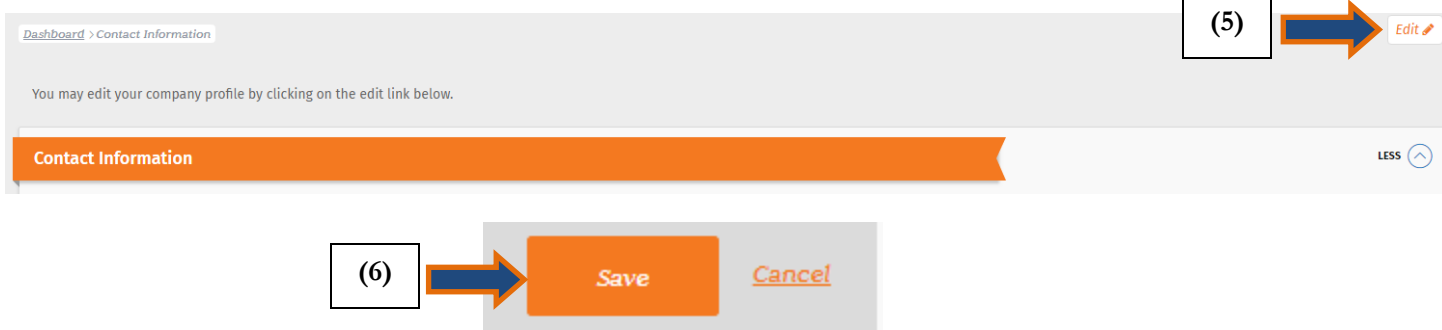 (5)
Edit
Dashboard > Contact Information
You may edit your company profile by clicking on the edit link below.
Contact Information
LESS
(6)
Save
Cancel